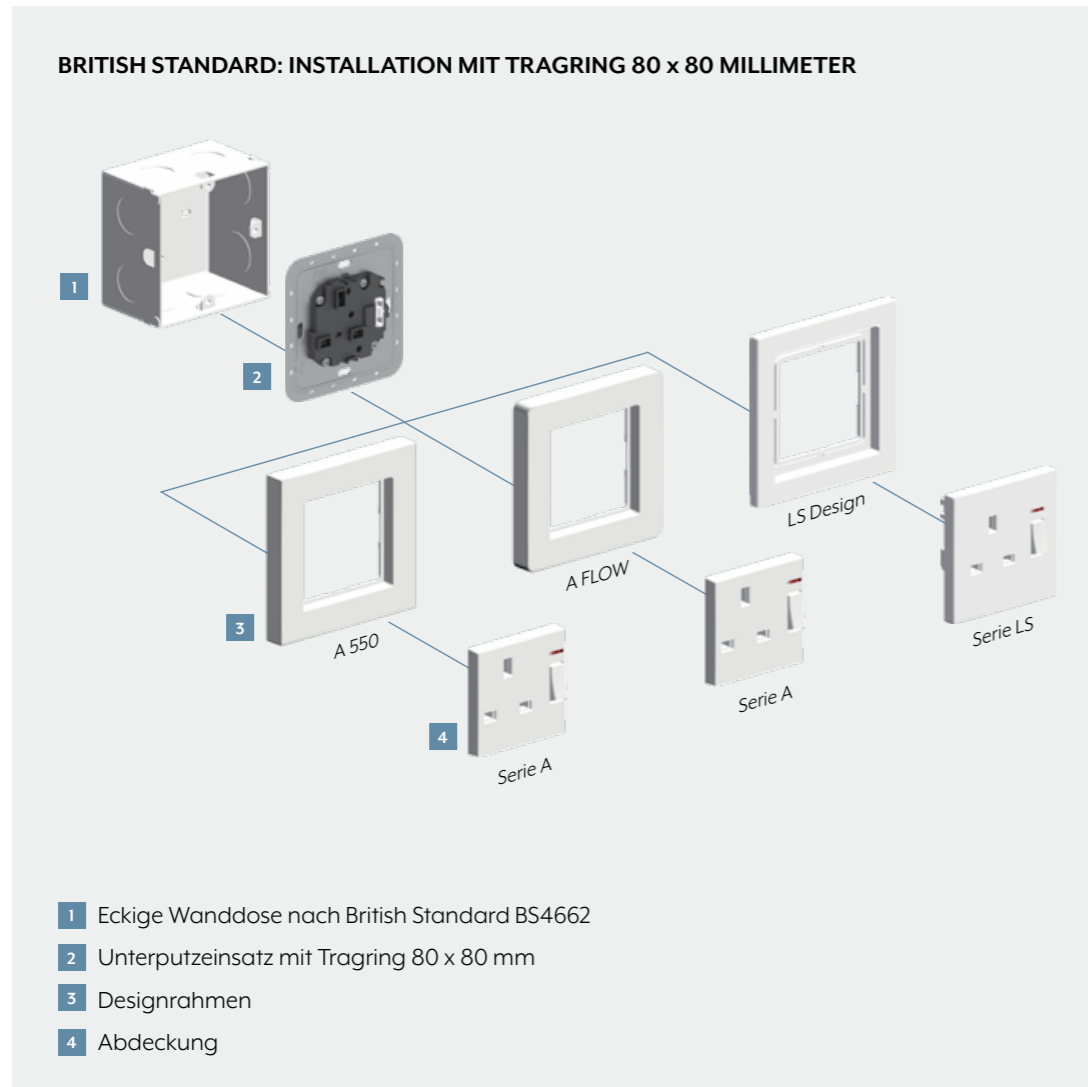 BRITISH STANDARD: INSTALLATION MIT TRAGRING 80 x 80 MILLIMETER
1
2
LS Design
A FLOW
3
A 550
Serie LS
Serie A
4
Serie A
1 Eckige Wanddose nach British Standard BS4662
2 Unterputzeinsatz mit Tragring 80 x 80 mm
3 Designrahmen
4 Abdeckung